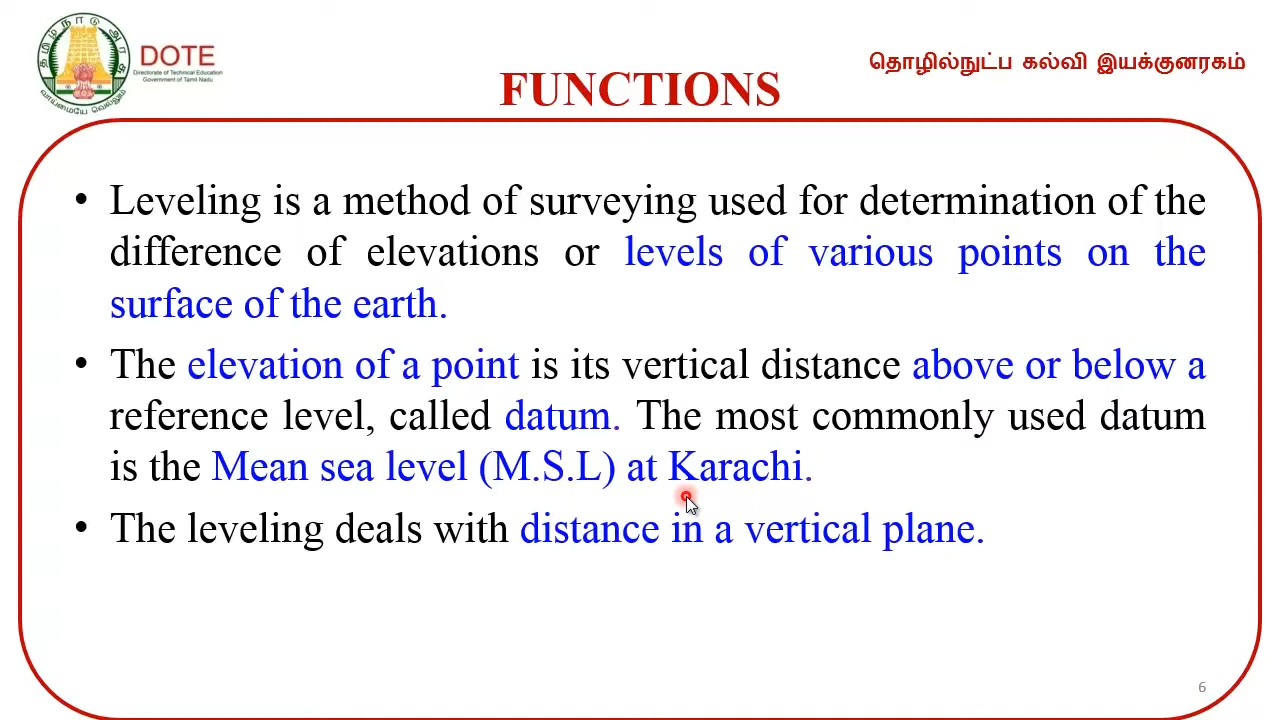 தமிழ்நாடு அரசு
வாய்மையே வெல்லும்
DOTE
Directorate of Technical Education
Government of Tamil Nadu
தொழில்நுட்ப கல்வி இயக்குனரகம்
FUNCTIONS
• Leveling is a method of surveying used for determination of the
difference of elevations or levels of various points on the
surface of the earth.
• The elevation of a point is its vertical distance above or below a
reference level, called datum. The most commonly used datum
is the Mean sea level (M.S.L) at Karachi.
• The leveling deals with distance in a vertical plane.
6